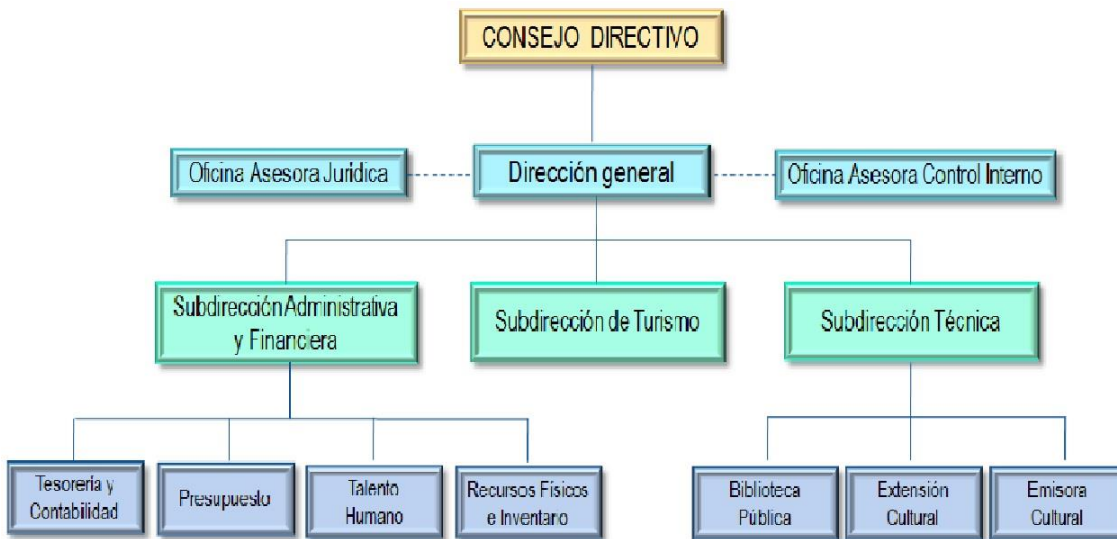 CONSEJO DIRECTIVO
Oficina Asesora Jurídica
Dirección general
Oficina Asesora Control Interno
Subdirección Administrativa
y Financiera
Subdirección de Turismo
Subdirección Técnica
Tesorería y
Contabilidad
Presupuesto
Talento
Humano
Recursos Físicos
e Inventario
Biblioteca
Pública
Extensión
Cultural
Emisora
Cultural